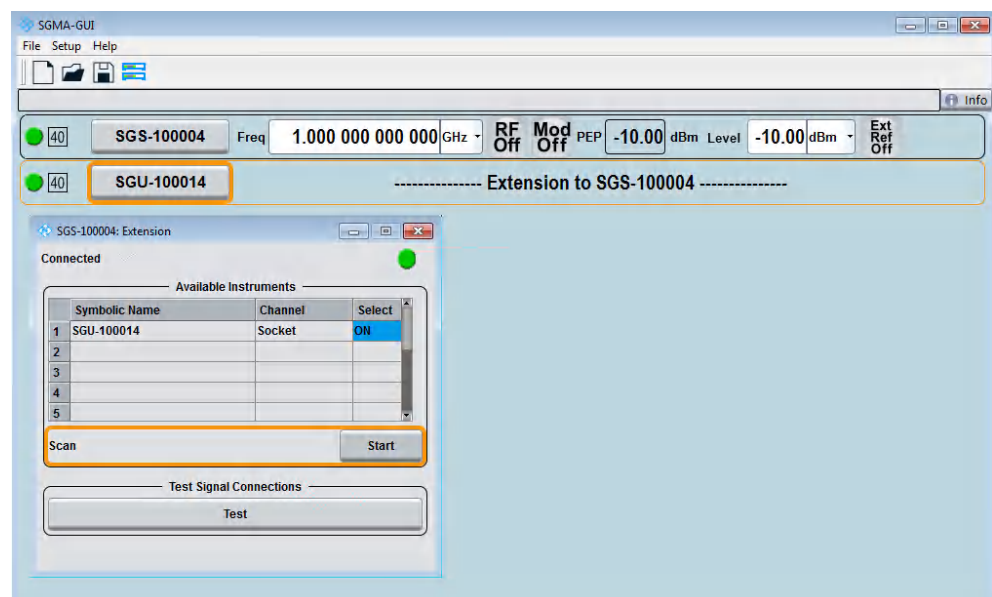 SGMA-GUI
File Setup Help
Info
40 SGS-100004 Freq 1.000 000 000 000 GHz RF Off Mod Off PEP -10.00 dBm Level -10.00 dBm Ext Ref Off
40 SGU-100014 --------------- Extension to SGS-100004 ---------------
SGS-100004: Extension
Connected
Available Instruments
Symbolic Name Channel Select
1 SGU-100014 Socket ON
2
3
4
5
Scan Start
Test Signal Connections
Test